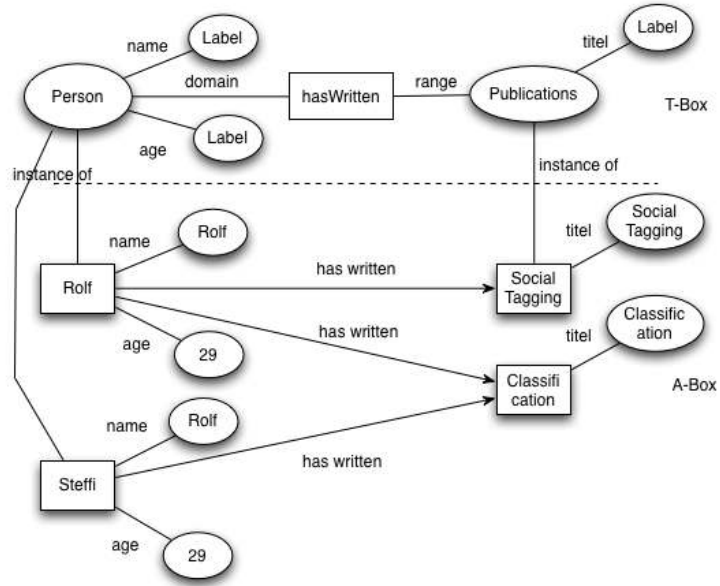 name
Label
titel
Label
Person
domain
hasWritten
range
Publications
T-Box
age
Label
instance of
instance of
name
Rolf
titel
Social
Tagging
Rolf
has written
Social
Tagging
age
29
has written
titel
Classific
ation
Classifi
cation
A-Box
name
Rolf
Steffi
has written
age
29